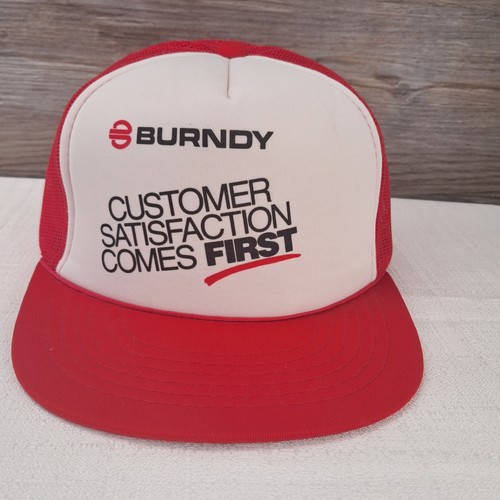 BURNDY
CUSTOMER
SATISFACTION
COMES FIRST